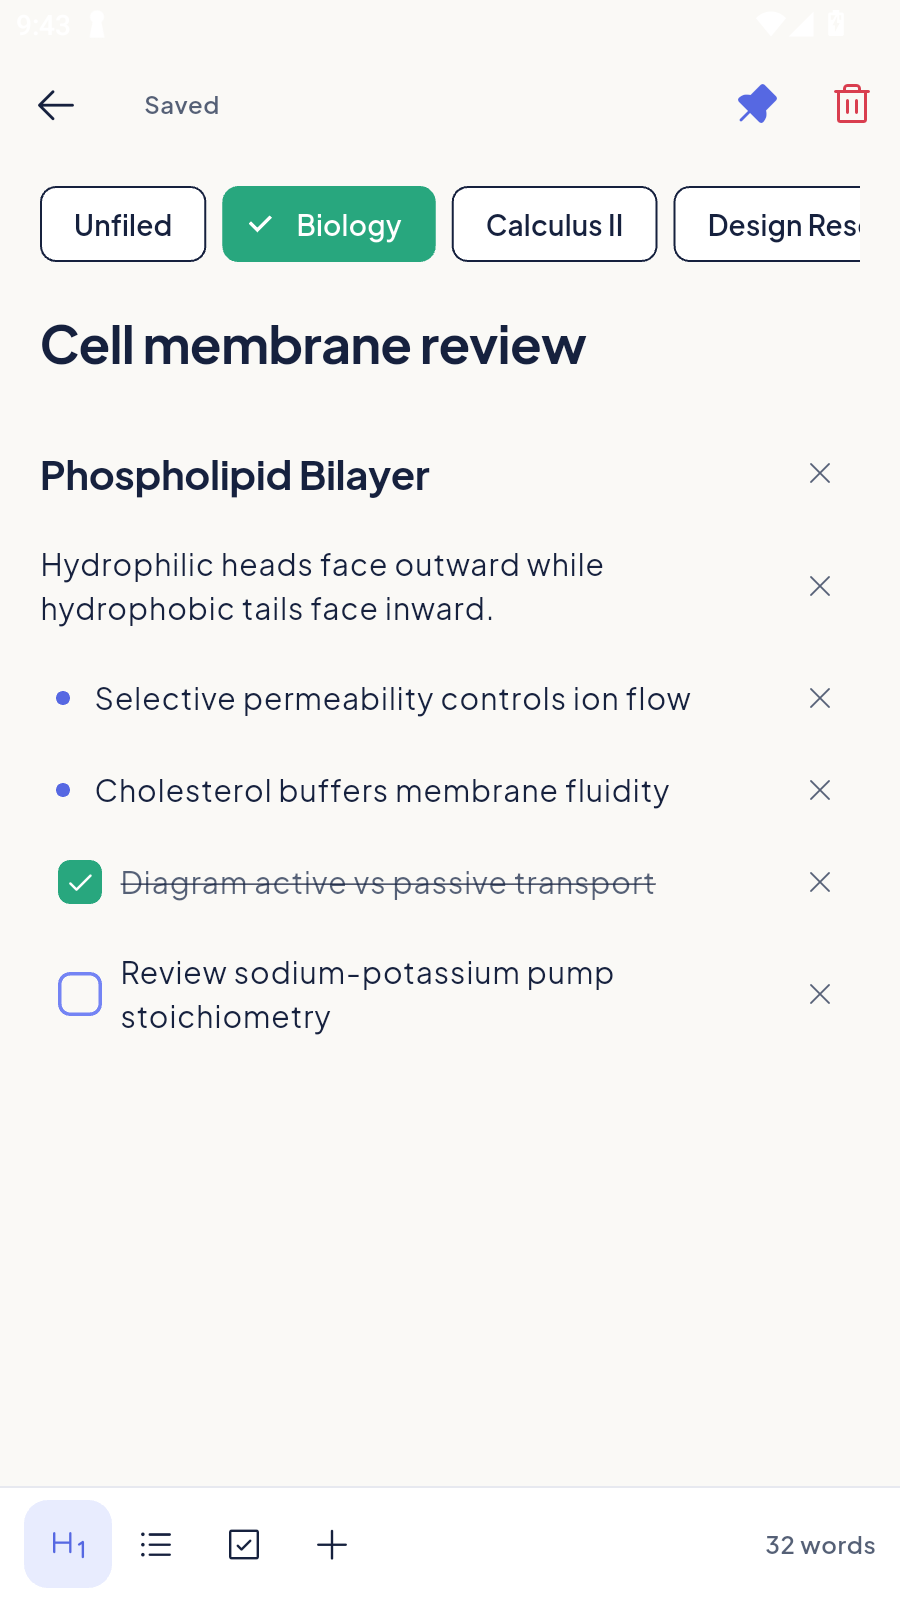 9:43
Saved
Unfiled
Biology
Calculus II
Design Res
Cell membrane review
Phospholipid Bilayer
Hydrophilic heads face outward while
hydrophobic tails face inward.
Selective permeability controls ion flow
Cholesterol buffers membrane fluidity
Diagram active vs passive transport
Review sodium-potassium pump
stoichiometry
H1
32 words